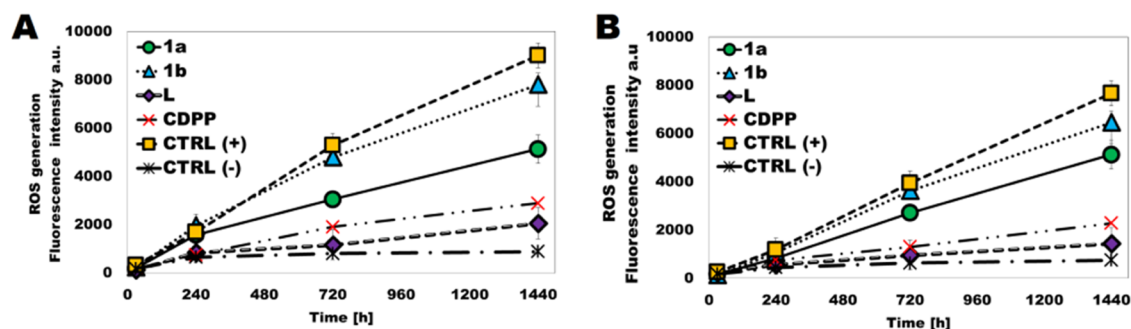 A
ROS generation
Fluorescence intensity a.u.
10000
8000
6000
4000
2000
0
1a
1b
L
CDPP
CTRL (+)
CTRL (-)
0 240 480 720 960 1200 1440
Time [h]
B
ROS generation
Fluorescence intensity a.u
10000
8000
6000
4000
2000
0
1a
1b
L
CDPP
CTRL (+)
CTRL (-)
0 240 480 720 960 1200 1440
Time [h]